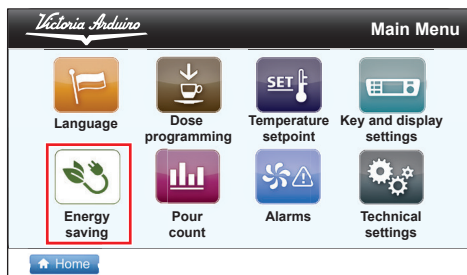 Victoria Arduino
Main Menu
SET
Language
Dose
programming
Temperature
setpoint
Key and display
settings
Energy
saving
Pour
count
Alarms
Technical
settings
Home